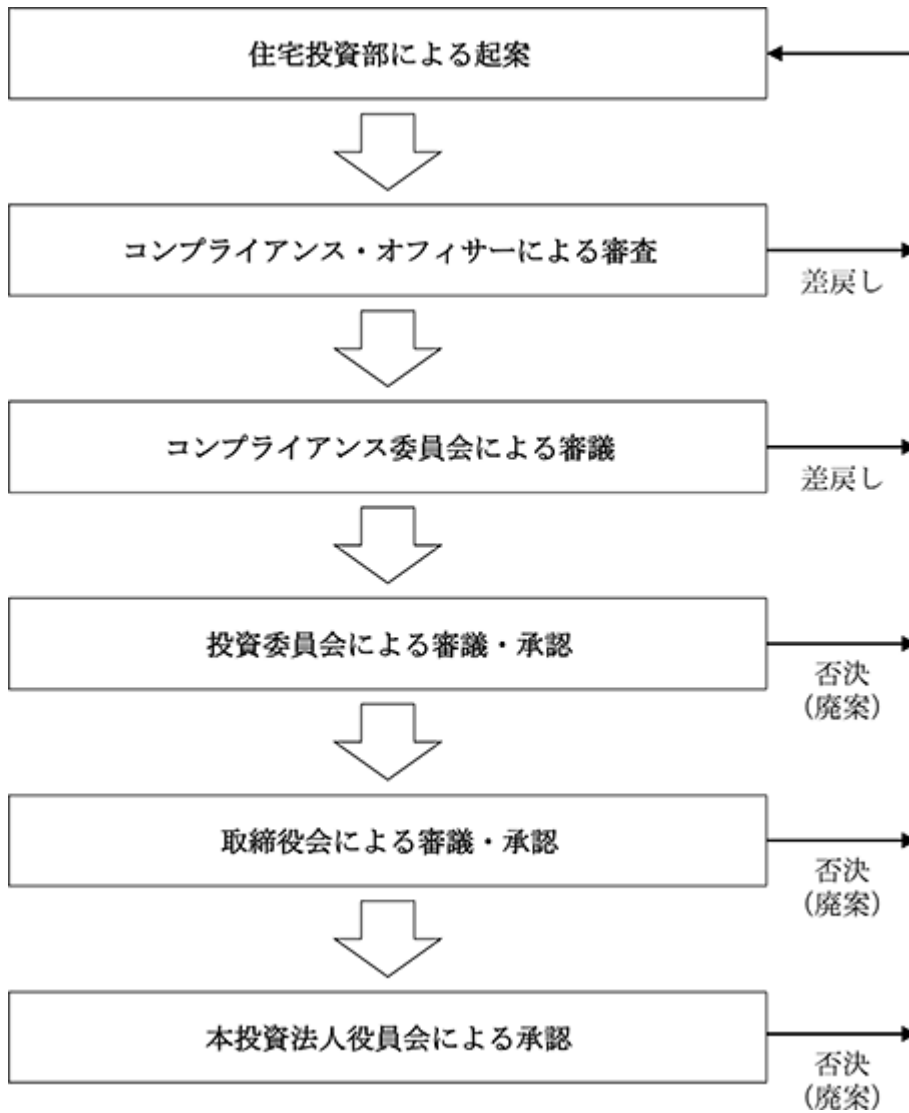 住宅投資部による起案
コンプライアンス・オフィサーによる審査
差戻し
コンプライアンス委員会による審議
差戻し
投資委員会による審議・承認
否決
(廃案)
取締役会による審議・承認
否決
(廃案)
本投資法人役員会による承認
否決
(廃案)